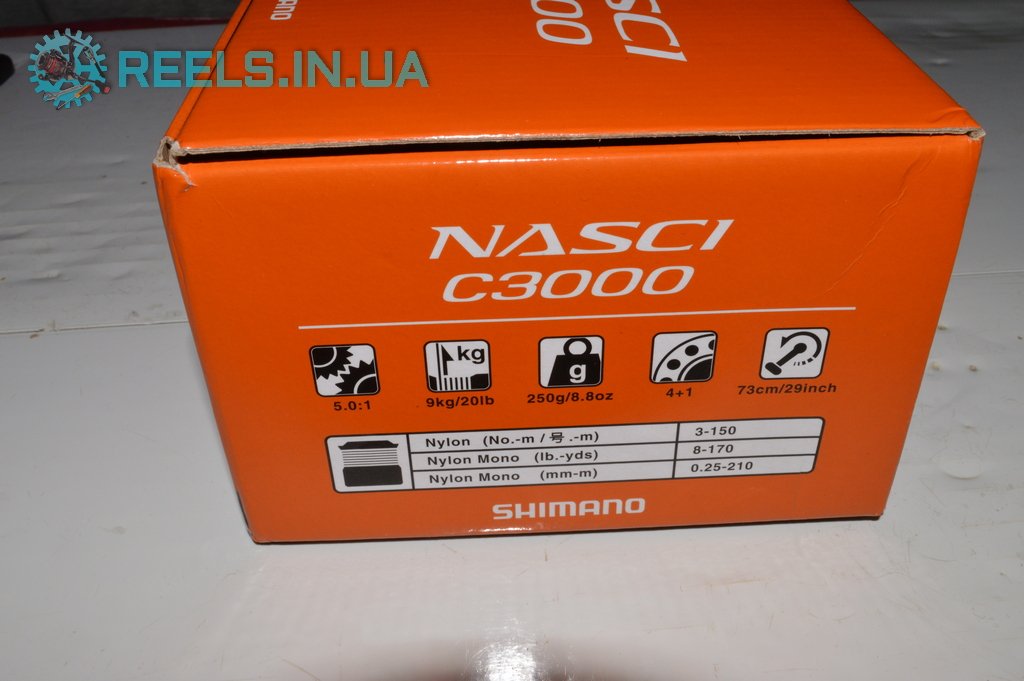 REELS.IN.UA
NASCI
C3000
kg
g
5.0:1
9kg/20lb
250g/8.8oz
4+1
73cm/29inch
Nylon (No.-m / 号.-m) 3-150
Nylon Mono (lb.-yds) 8-170
Nylon Mono (mm-m) 0.25-210
SHIMANO